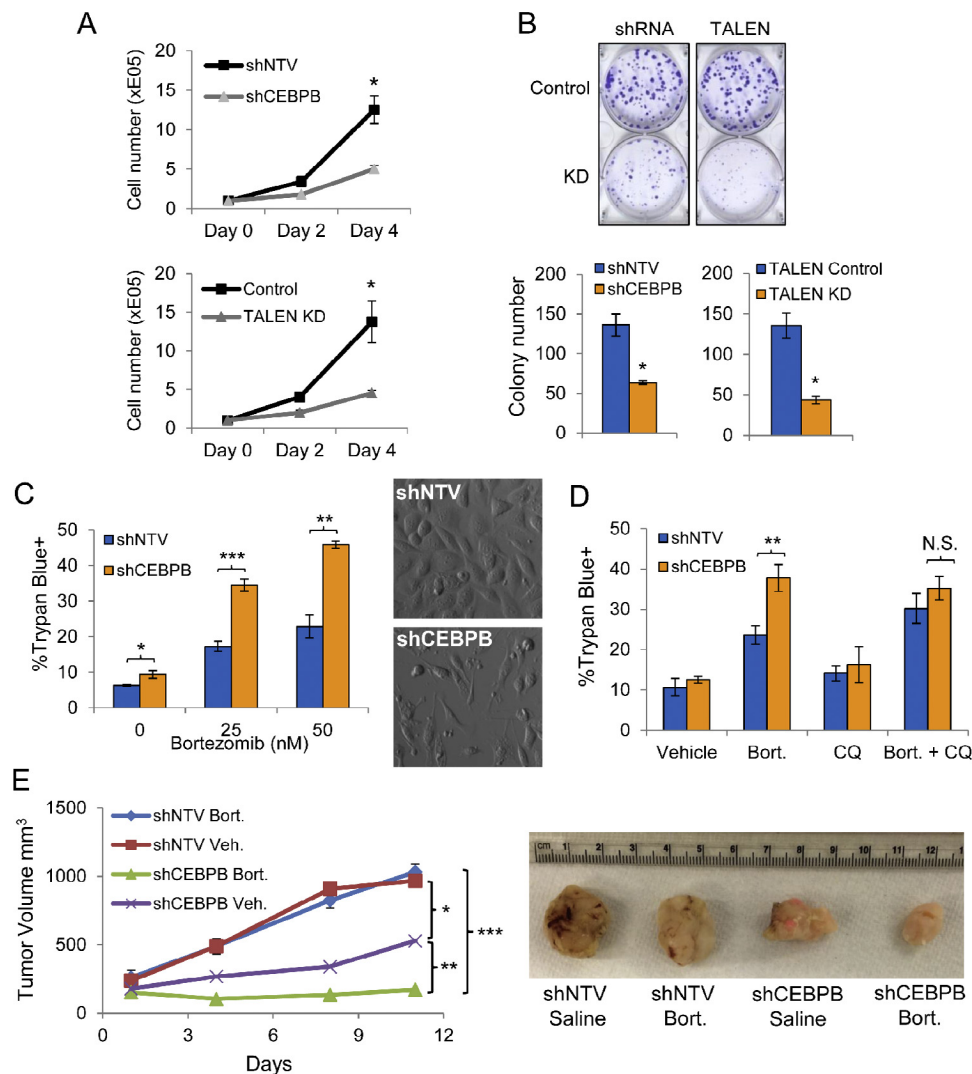 A
Cell number (xE05)
20
15
10
5
0
shNTV
shCEBPB
*
Day 0 Day 2 Day 4
Cell number (xE05)
20
15
10
5
0
Control
TALEN KD
*
Day 0 Day 2 Day 4
B
shRNA TALEN
Control
KD
Colony number
150
100
50
0
shNTV
shCEBPB
*
200
150
100
50
0
TALEN Control
TALEN KD
*
C
%Trypan Blue+
50
40
30
20
10
0
shNTV
shCEBPB
*
***
**
0 25 50
Bortezomib (nM)
shNTV
shCEBPB
D
%Trypan Blue+
50
40
30
20
10
0
shNTV
shCEBPB
**
N.S.
Vehicle Bort. CQ Bort. + CQ
E
Tumor Volume mm³
1500
1000
500
0
shNTV Bort.
shNTV Veh.
shCEBPB Bort.
shCEBPB Veh.
*
**
***
0 3 6 9 12
Days
cm 1 2 3 4 5 6 7 8 9 10 11 12
shNTV Saline
shNTV Bort.
shCEBPB Saline
shCEBPB Bort.